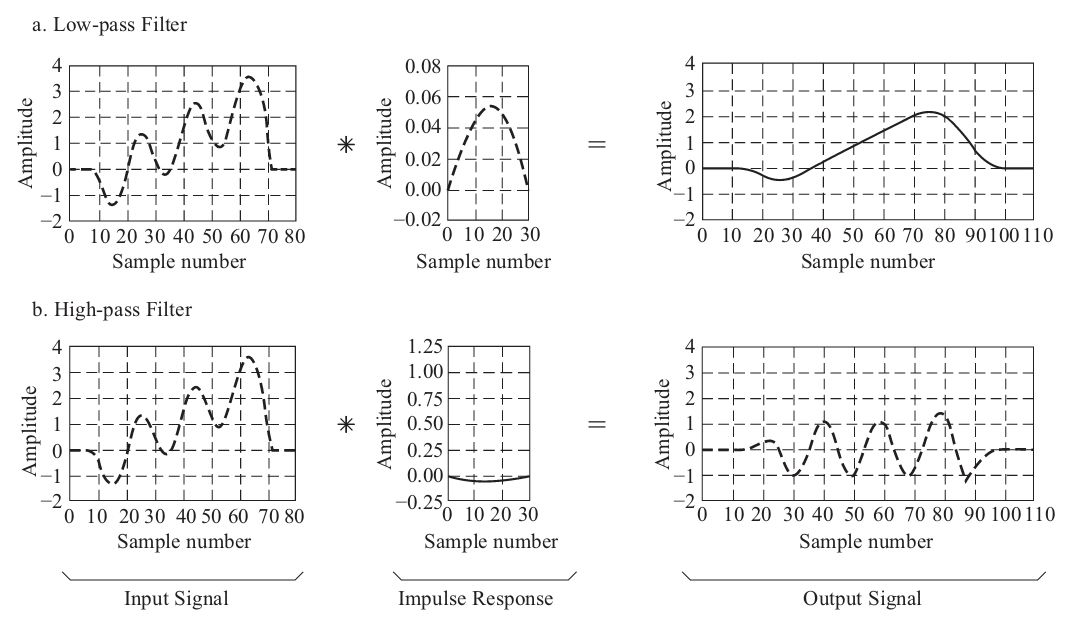 a. Low-pass Filter
4
3
2
1
0
−1
−2
Amplitude
0 10 20 30 40 50 60 70 80
Sample number
*
0.08
0.06
0.04
0.02
0.00
−0.02
Amplitude
0 10 20 30
Sample number
=
4
3
2
1
0
−1
−2
Amplitude
0 10 20 30 40 50 60 70 80 90 100 110
Sample number
b. High-pass Filter
4
3
2
1
0
−1
−2
Amplitude
0 10 20 30 40 50 60 70 80
Sample number
*
1.25
1.00
0.75
0.50
0.25
0.00
−0.25
Amplitude
0 10 20 30
Sample number
=
4
3
2
1
0
−1
−2
Amplitude
0 10 20 30 40 50 60 70 80 90 100 110
Sample number
Input Signal
Impulse Response
Output Signal